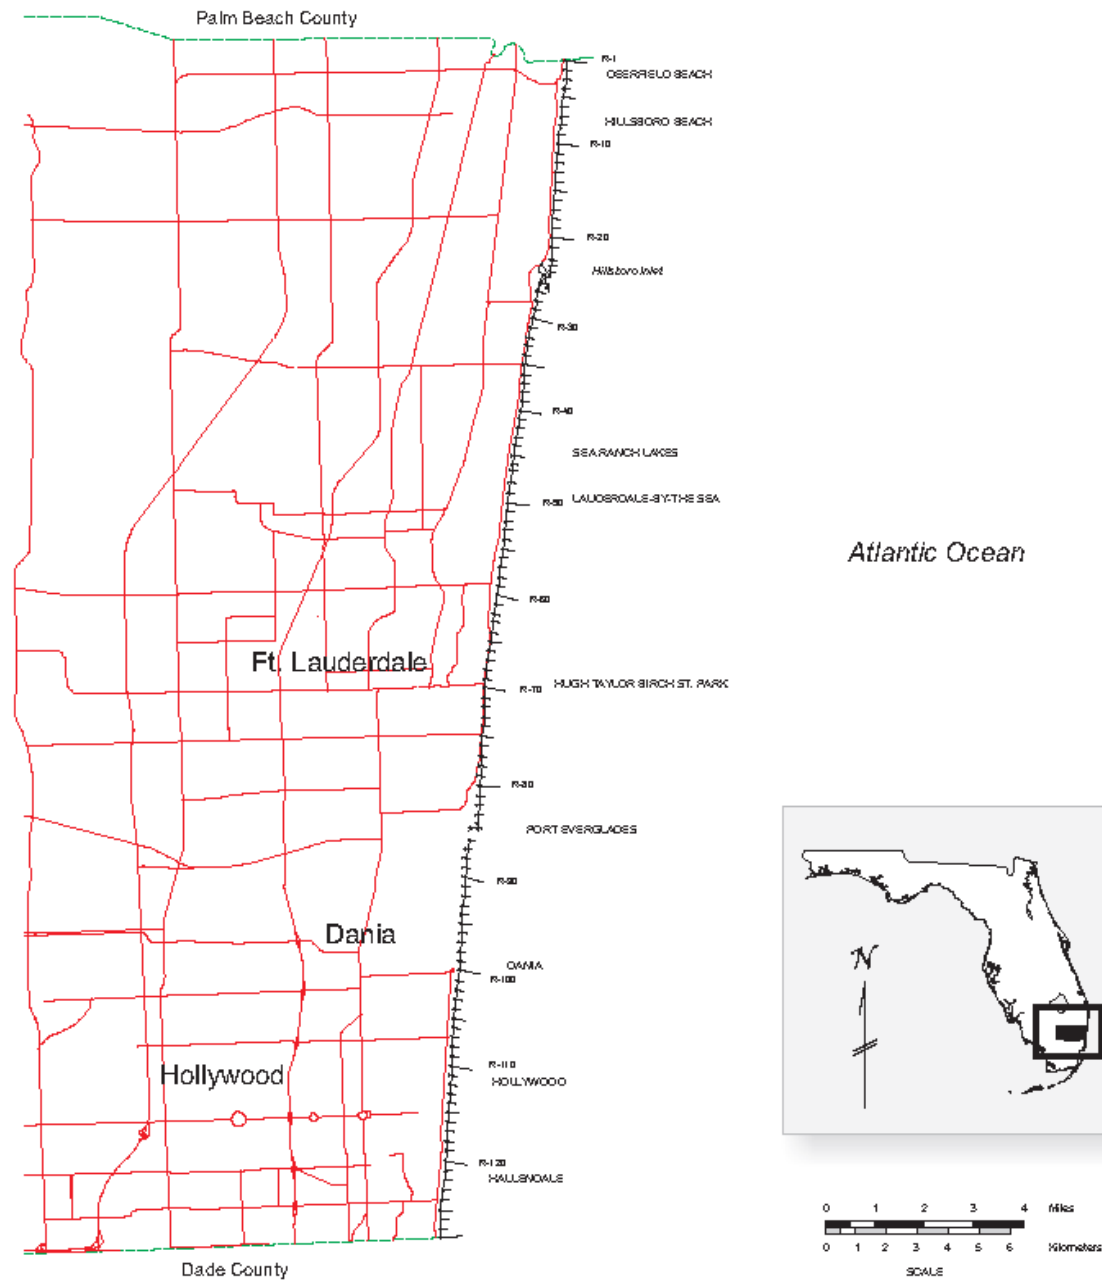 Palm Beach County
R-1
DEERFIELD BEACH
HILLSBORO BEACH
R-10
R-20
Hillsboro Inlet
R-30
R-40
SEA RANCH LAKES
R-50
LAUDERDALE-BY-THE SEA
Atlantic Ocean
R-60
Ft. Lauderdale
R-70
HUGH TAYLOR BIRCH ST. PARK
R-80
PORT EVERGLADES
R-90
Dania
DANIA
R-100
N
R-110
Hollywood
HOLLYWOOD
R-120
HALLENDALE
0 1 2 3 4 Miles
0 1 2 3 4 5 6 Kilometers
SCALE
Dade County